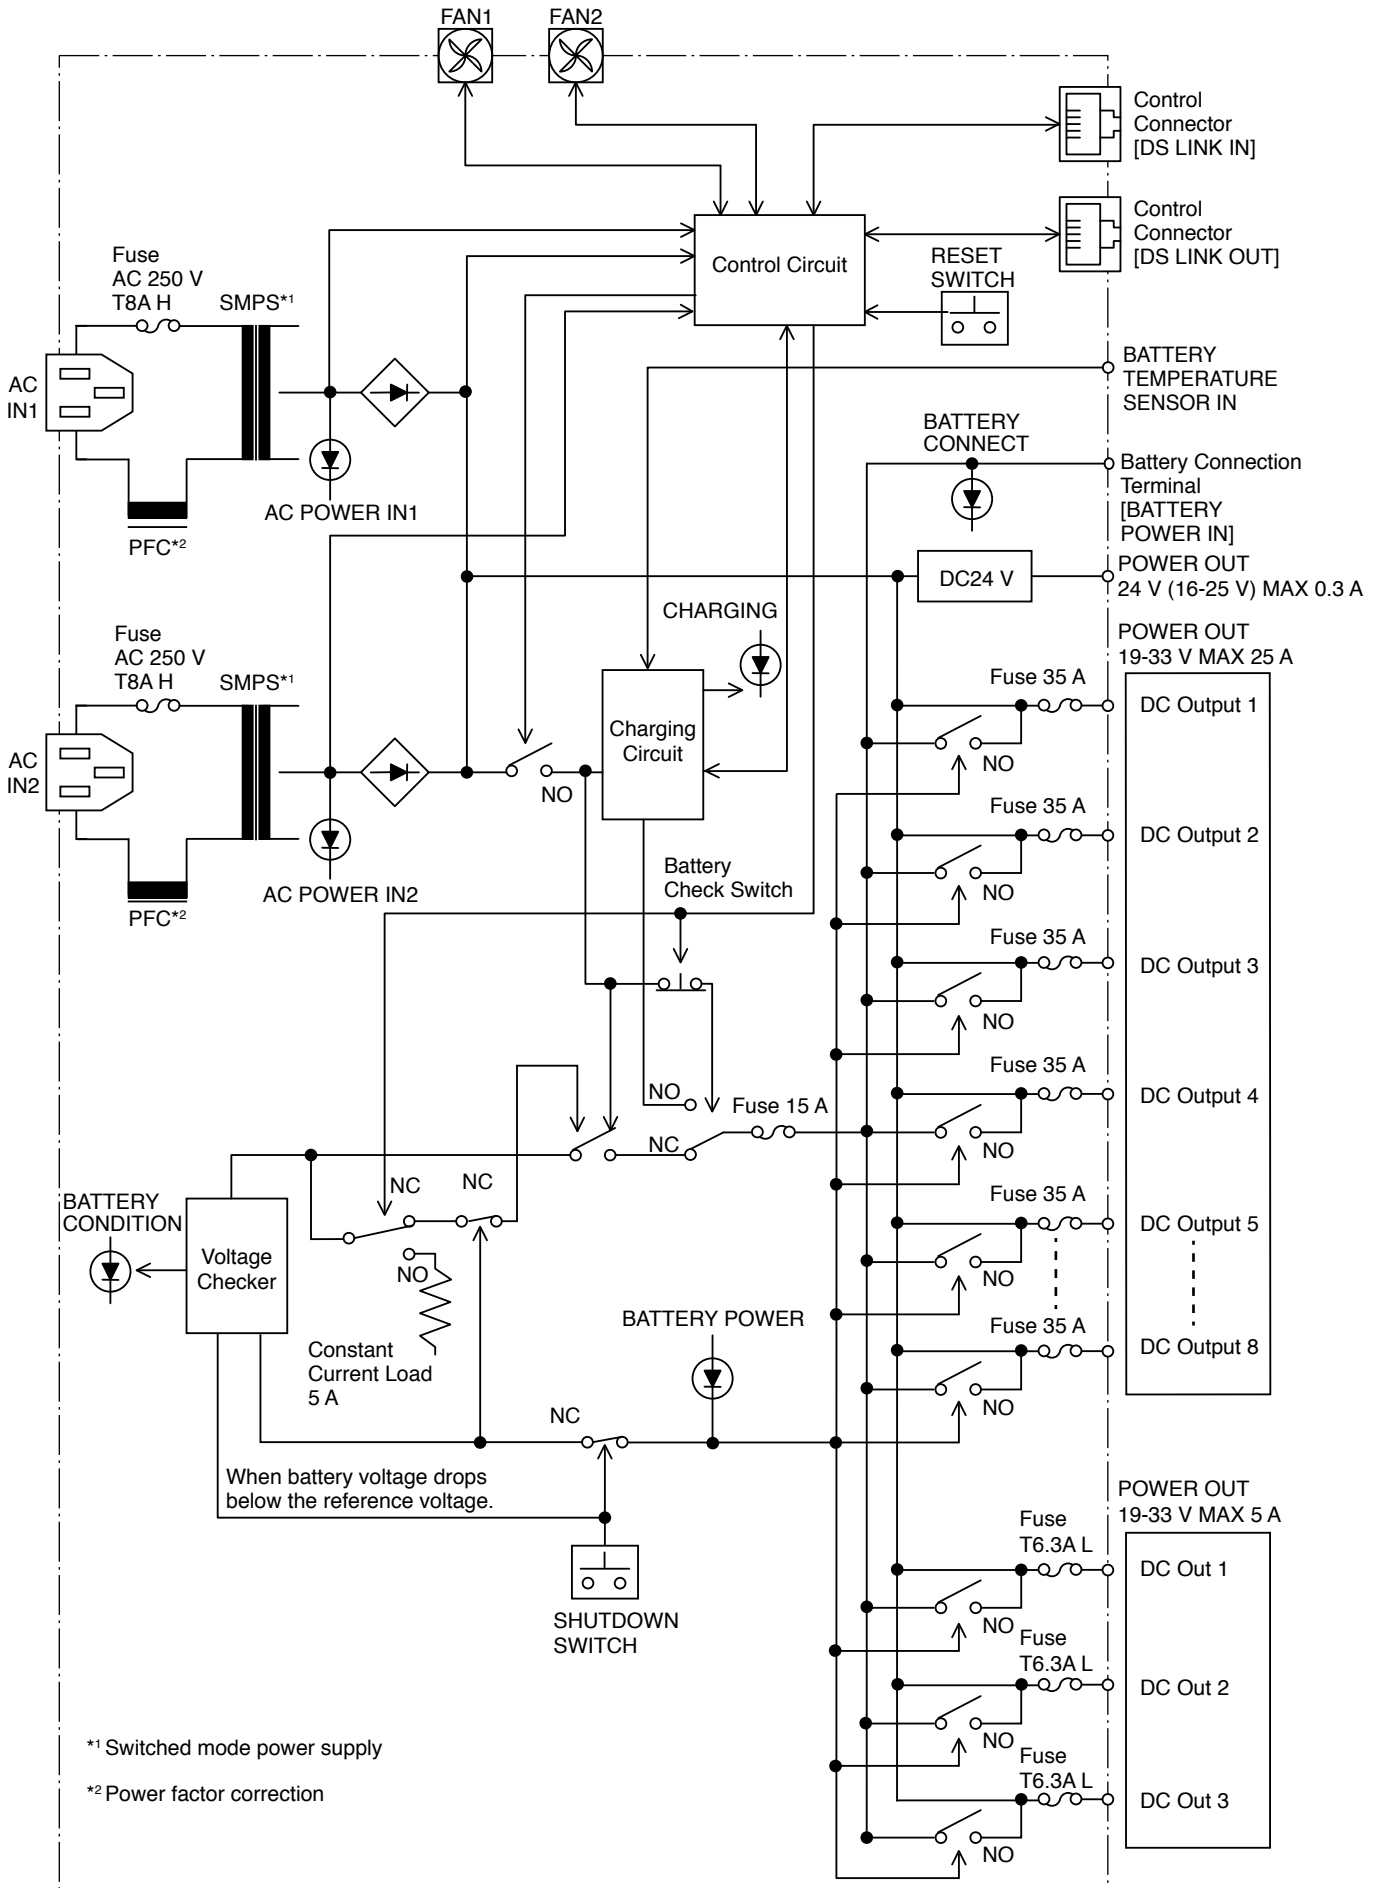 FAN1
FAN2
Control
Connector
[DS LINK IN]
Control
Connector
[DS LINK OUT]
Control Circuit
RESET
SWITCH
Fuse
AC 250 V
T8A H
SMPS*1
AC
IN1
BATTERY
TEMPERATURE
SENSOR IN
BATTERY
CONNECT
Battery Connection
Terminal
[BATTERY
POWER IN]
AC POWER IN1
PFC*2
DC24 V
POWER OUT
24 V (16-25 V) MAX 0.3 A
CHARGING
Fuse
AC 250 V
T8A H
SMPS*1
POWER OUT
19-33 V MAX 25 A
Fuse 35 A
DC Output 1
NO
Charging
Circuit
AC
IN2
NO
Fuse 35 A
DC Output 2
NO
Battery
Check Switch
AC POWER IN2
PFC*2
Fuse 35 A
DC Output 3
NO
Fuse 35 A
DC Output 4
NO
NO
Fuse 15 A
NC
NC
NC
BATTERY
CONDITION
Voltage
Checker
NO
Fuse 35 A
DC Output 5
NO
Constant
Current Load
5 A
BATTERY POWER
Fuse 35 A
DC Output 8
NO
NC
When battery voltage drops
below the reference voltage.
POWER OUT
19-33 V MAX 5 A
Fuse
T6.3A L
DC Out 1
NO
SHUTDOWN
SWITCH
Fuse
T6.3A L
DC Out 2
NO
Fuse
T6.3A L
DC Out 3
NO
*1 Switched mode power supply
*2 Power factor correction